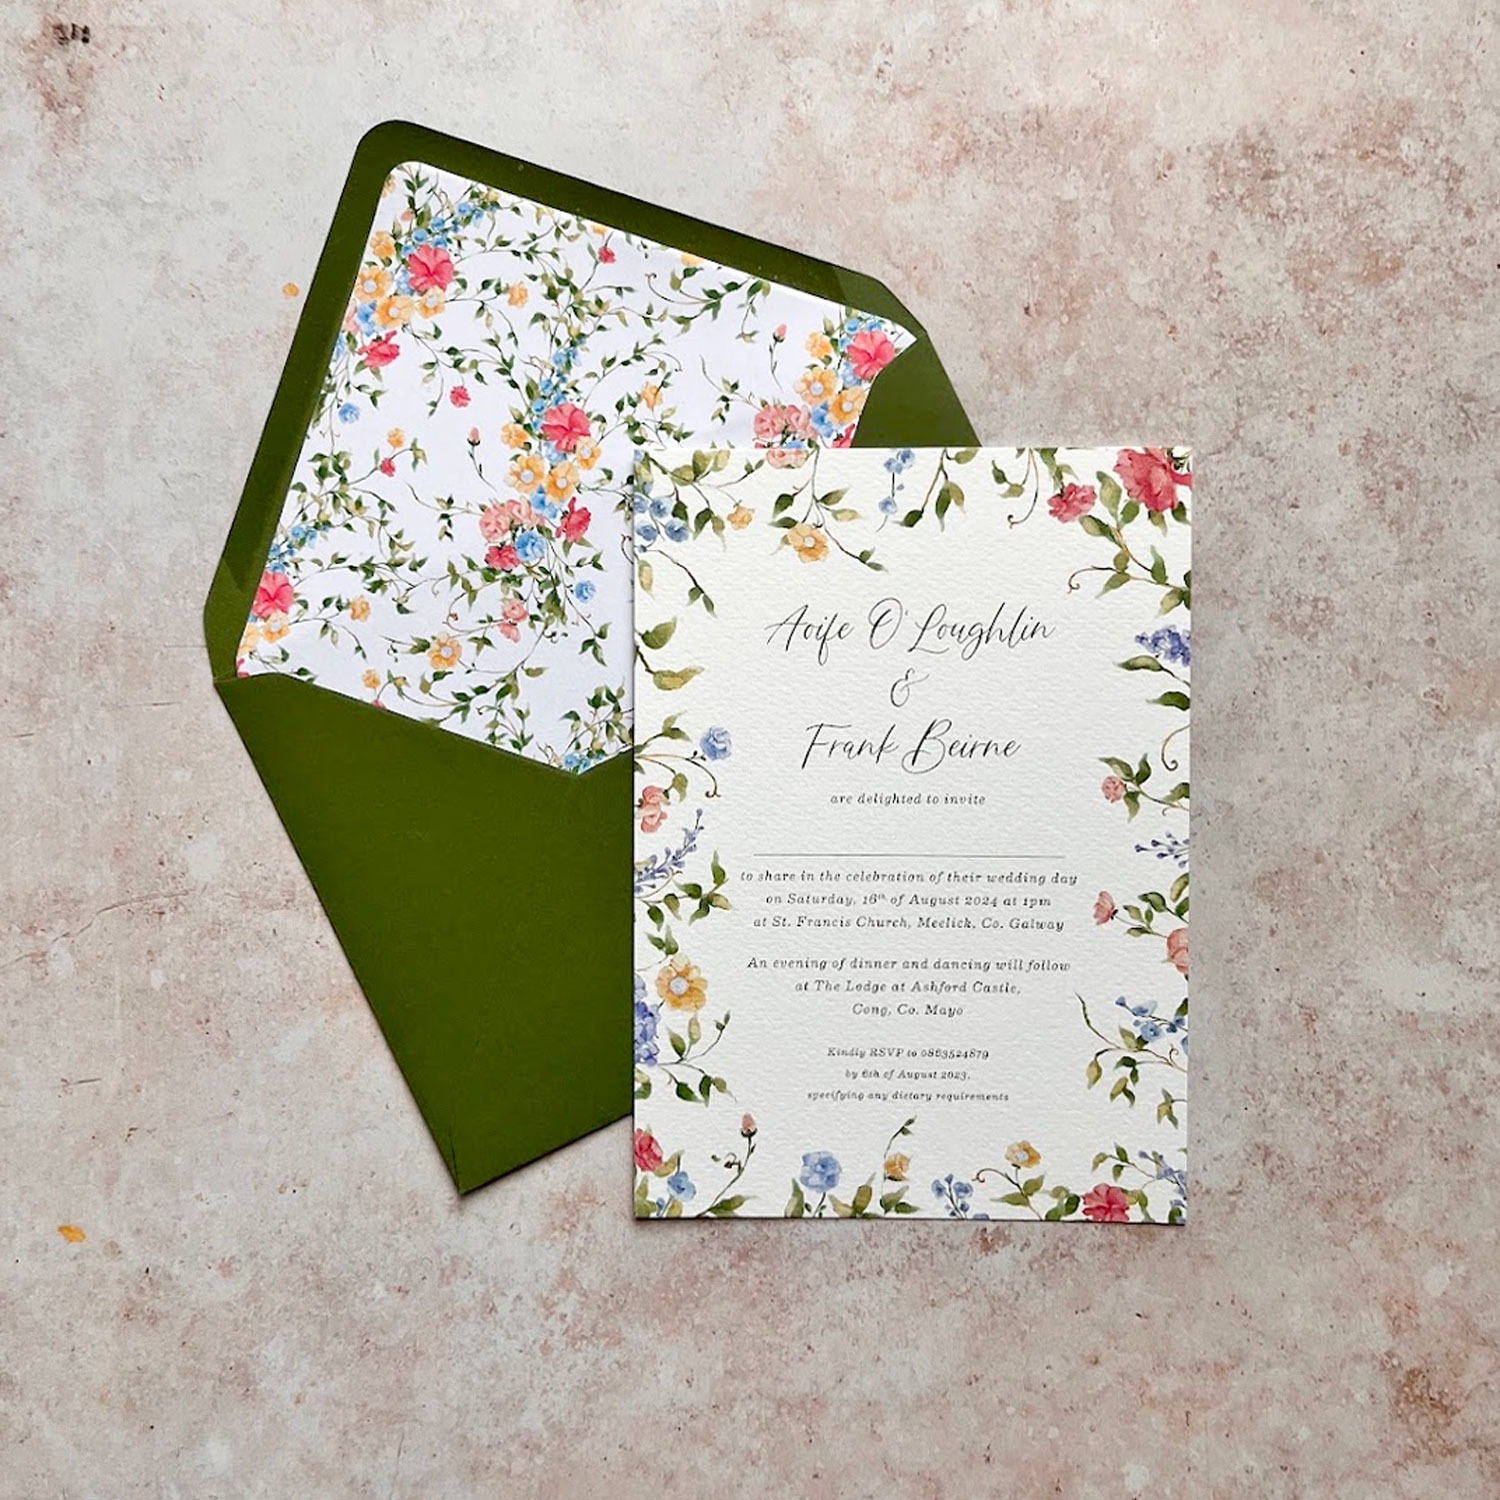 Aoife O'Loughlin
&
Frank Beirne
are delighted to invite
to share in the celebration of their wedding day
on Saturday, 16th of August 2024 at 1pm
at St. Francis Church, Meelick, Co. Galway
An evening of dinner and dancing will follow
at The Lodge at Ashford Castle,
Cong, Co. Mayo
Kindly RSVP to 0863524879
by 6th of August 2023,
specifying any dietary requirements